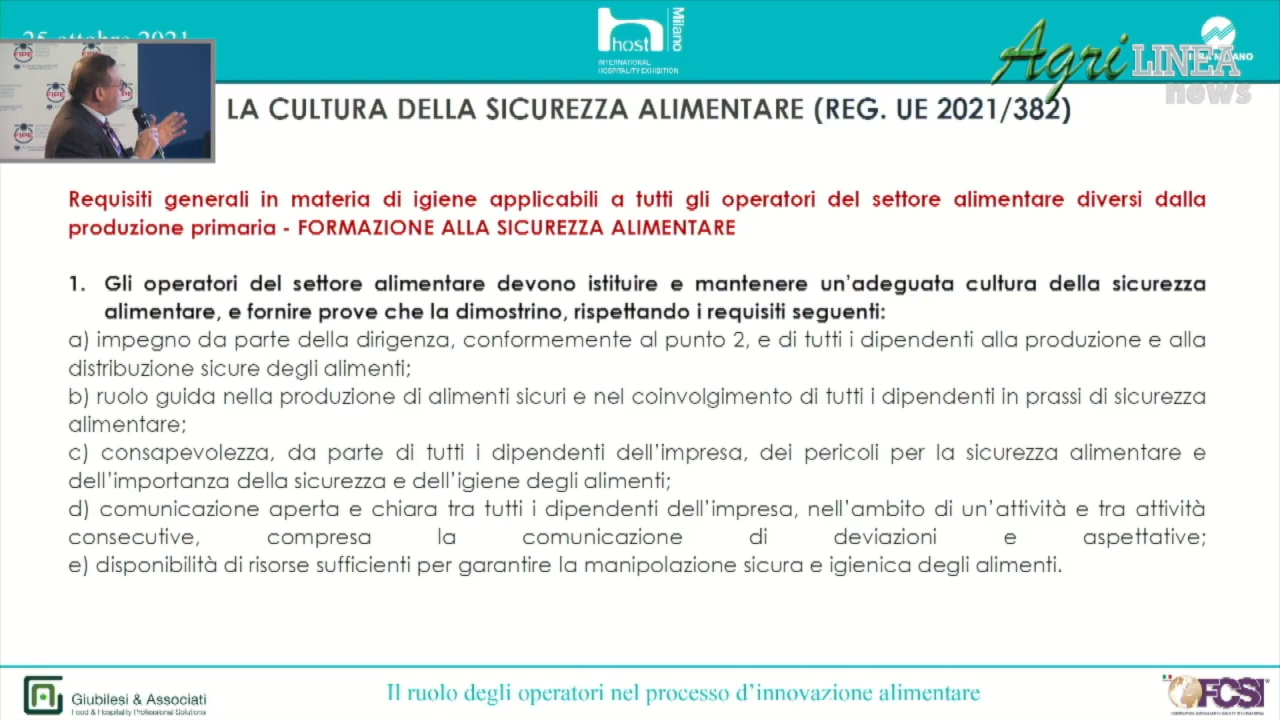 25 ottobre 2021
host
Milano
INTERNATIONAL
HOSPITALITY EXHIBITION
Agri LINEA
news
MILANO
FIPE
FIPE
FIPE
LA CULTURA DELLA SICUREZZA ALIMENTARE (REG. UE 2021/382)
Requisiti generali in materia di igiene applicabili a tutti gli operatori del settore alimentare diversi dalla
produzione primaria - FORMAZIONE ALLA SICUREZZA ALIMENTARE
1. Gli operatori del settore alimentare devono istituire e mantenere un'adeguata cultura della sicurezza
alimentare, e fornire prove che la dimostrino, rispettando i requisiti seguenti:
a) impegno da parte della dirigenza, conformemente al punto 2, e di tutti i dipendenti alla produzione e alla
distribuzione sicure degli alimenti;
b) ruolo guida nella produzione di alimenti sicuri e nel coinvolgimento di tutti i dipendenti in prassi di sicurezza
alimentare;
c) consapevolezza, da parte di tutti i dipendenti dell'impresa, dei pericoli per la sicurezza alimentare e
dell'importanza della sicurezza e dell'igiene degli alimenti;
d) comunicazione aperta e chiara tra tutti i dipendenti dell'impresa, nell'ambito di un'attività e tra attività
consecutive, compresa la comunicazione di deviazioni e aspettative;
e) disponibilità di risorse sufficienti per garantire la manipolazione sicura e igienica degli alimenti.
Giubilesi & Associati
Food & Hospitality Professional Solutions
Il ruolo degli operatori nel processo d'innovazione alimentare
FCSI